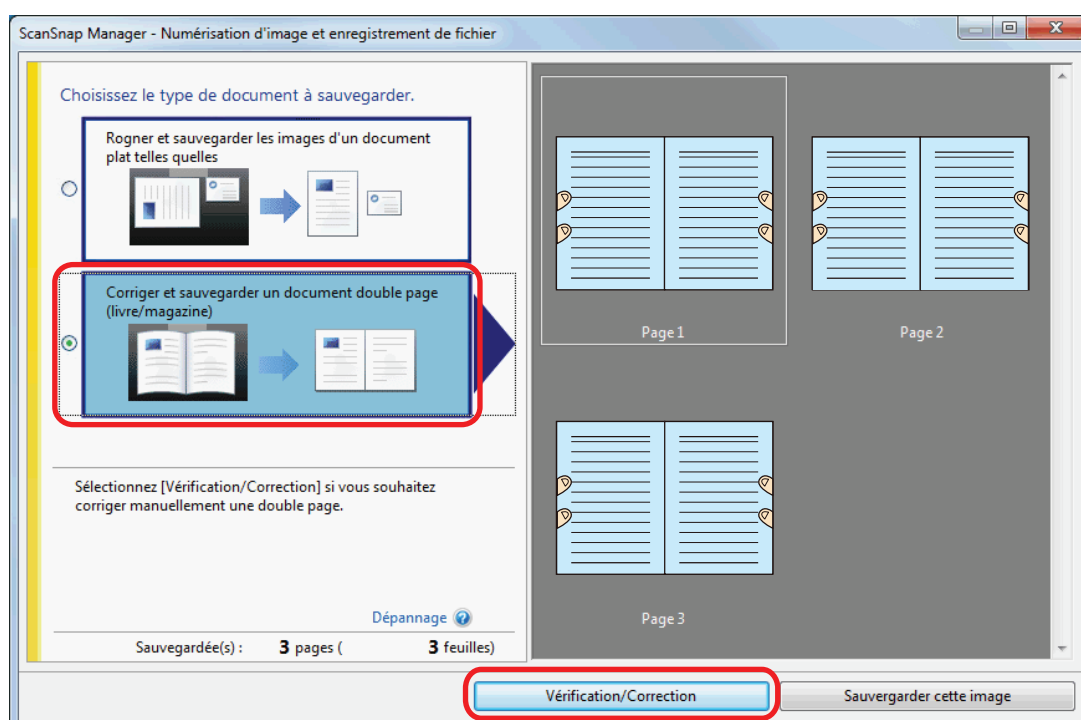 ScanSnap Manager - Numérisation d'image et enregistrement de fichier
Choisissez le type de document à sauvegarder.
Rogner et sauvegarder les images d'un document
plat telles quelles
Corriger et sauvegarder un document double page
(livre/magazine)
Sélectionnez [Vérification/Correction] si vous souhaitez
corriger manuellement une double page.
Dépannage
Sauvegardée(s) : 3 pages ( 3 feuilles)
Page 1
Page 2
Page 3
Vérification/Correction
Sauvergarder cette image